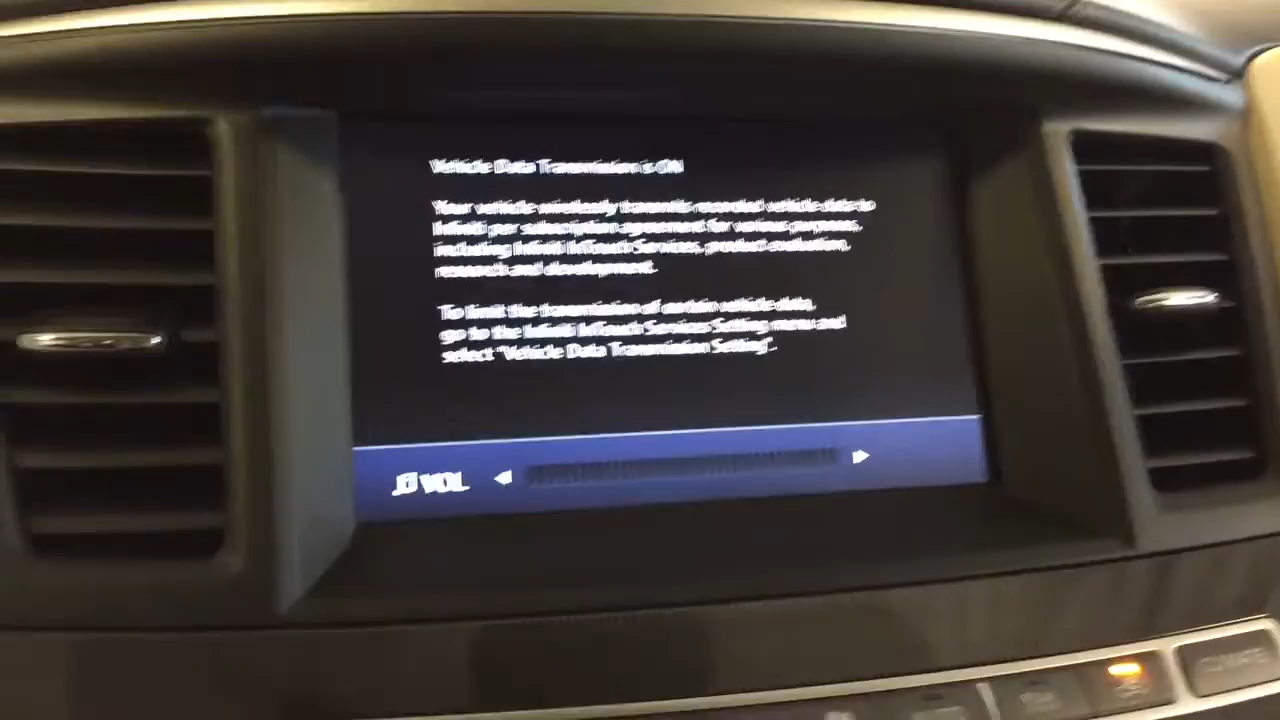 Vehicle Data Transmission is ON
Your vehicle wirelessly transmits recorded vehicle data to
Infiniti per subscription agreement for various purposes,
including Infiniti InTouch Services, product evaluation,
research and development.
To limit the transmission of certain vehicle data,
go to the Infiniti InTouch Services Setting menu and
select "Vehicle Data Transmission Setting".
VOL
CLIMATE